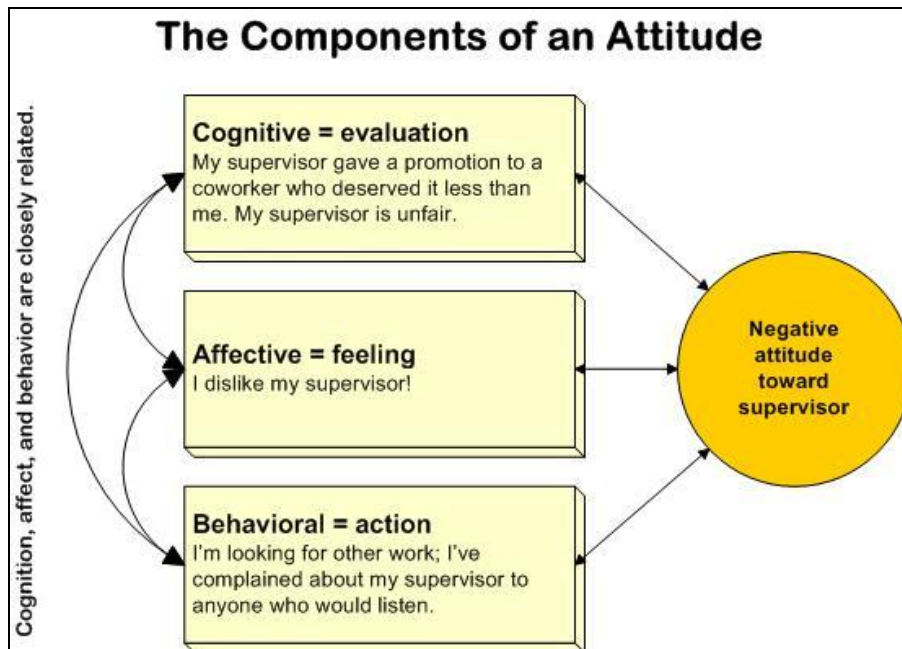 The Components of an Attitude
Cognition, affect, and behavior are closely related.
Cognitive = evaluation
My supervisor gave a promotion to a
coworker who deserved it less than
me. My supervisor is unfair.
Affective = feeling
I dislike my supervisor!
Behavioral = action
I'm looking for other work; I've
complained about my supervisor to
anyone who would listen.
Negative
attitude
toward
supervisor